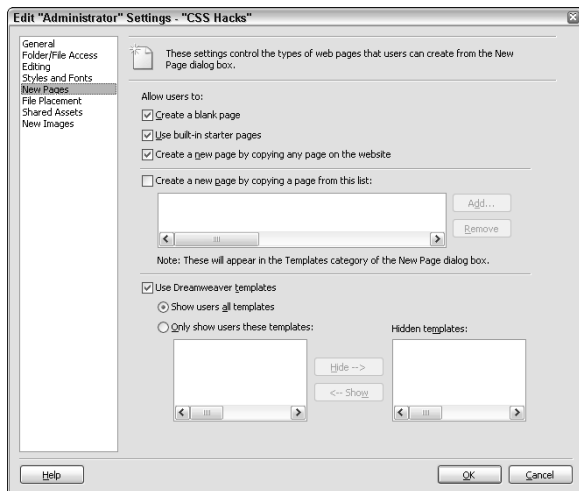 Edit "Administrator" Settings - "CSS Hacks"
General
Folder/File Access
Editing
Styles and Fonts
New Pages
File Placement
Shared Assets
New Images
These settings control the types of web pages that users can create from the New
Page dialog box.
Allow users to:
Create a blank page
Use built-in starter pages
Create a new page by copying any page on the website
Create a new page by copying a page from this list:
Add...
Remove
Note: These will appear in the Templates category of the New Page dialog box.
Use Dreamweaver templates
Show users all templates
Only show users these templates:
Hidden templates:
Hide -->
<-- Show
Help
OK
Cancel